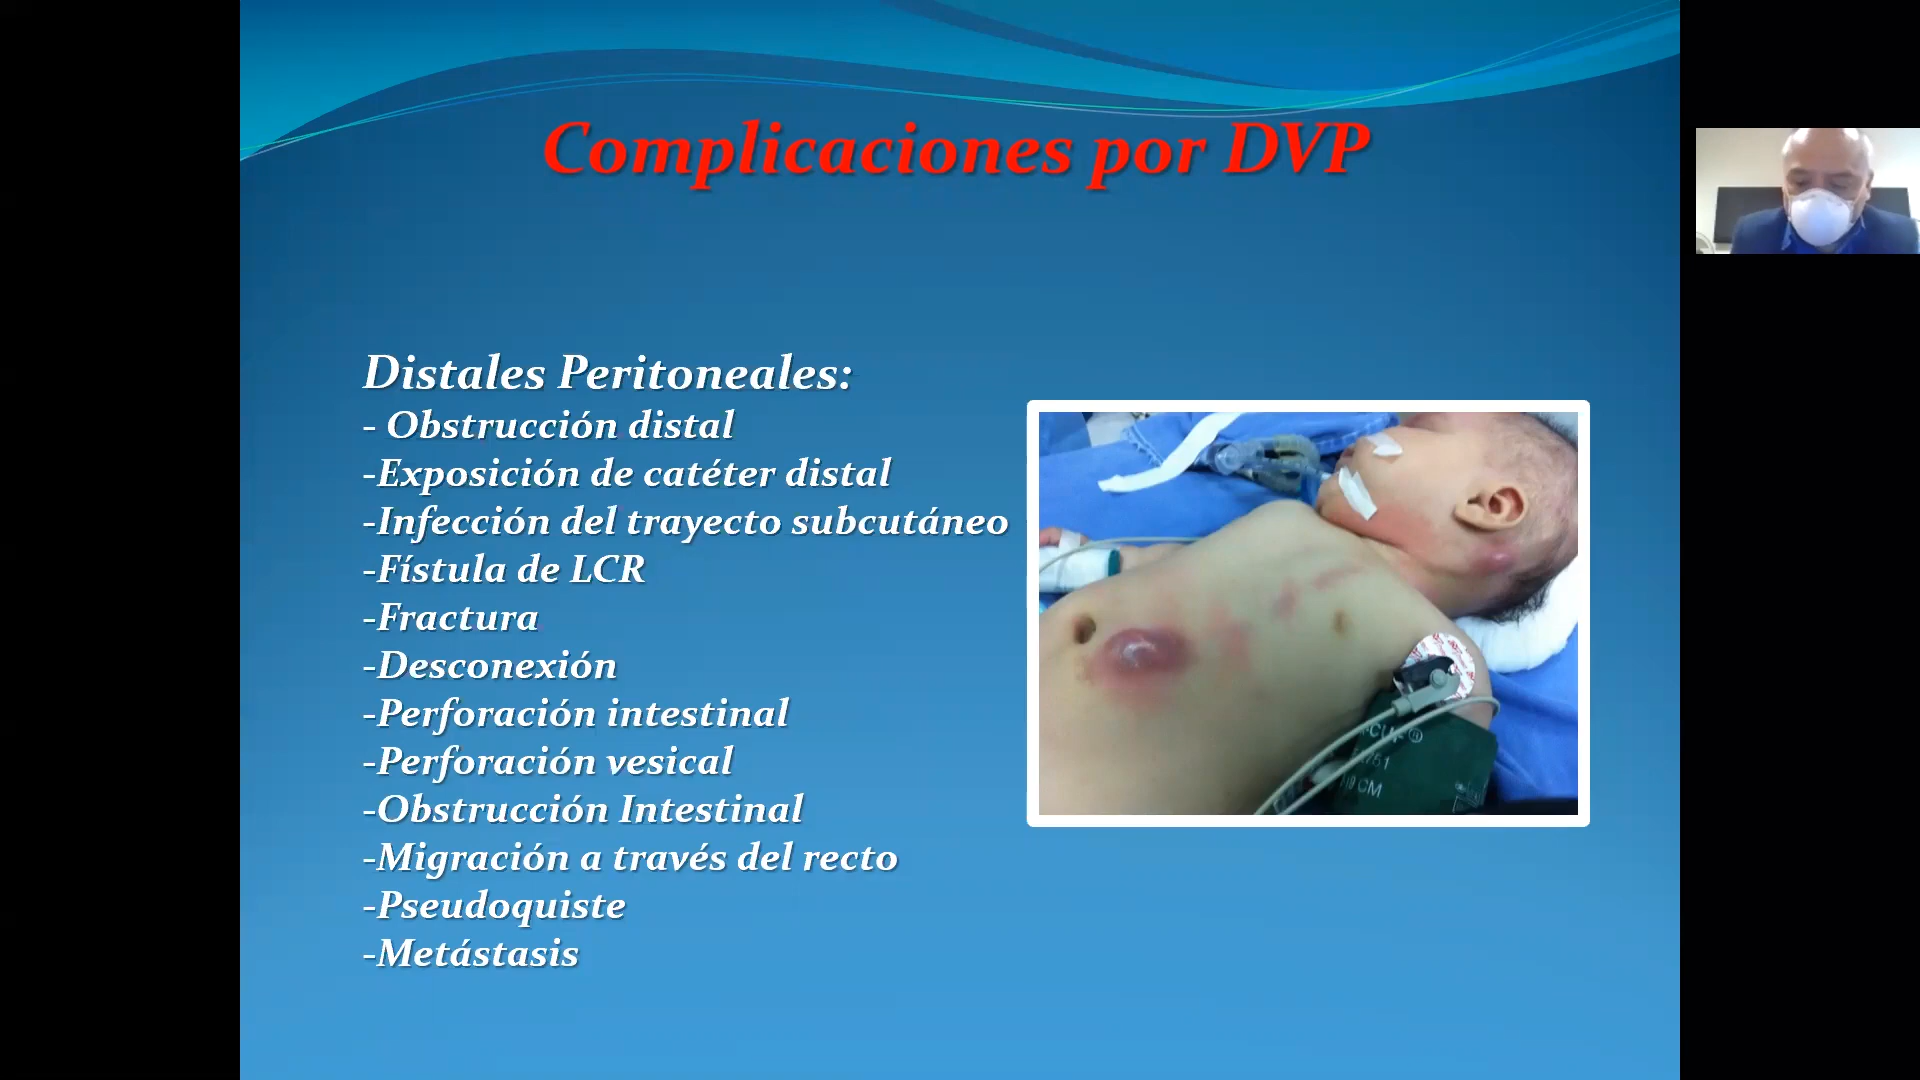 Complicaciones por DVP
Distales Peritoneales:
- Obstrucción distal
-Exposición de catéter distal
-Infección del trayecto subcutáneo
-Fístula de LCR
-Fractura
-Desconexión
-Perforación intestinal
-Perforación vesical
-Obstrucción Intestinal
-Migración a través del recto
-Pseudoquiste
-Metástasis
CM